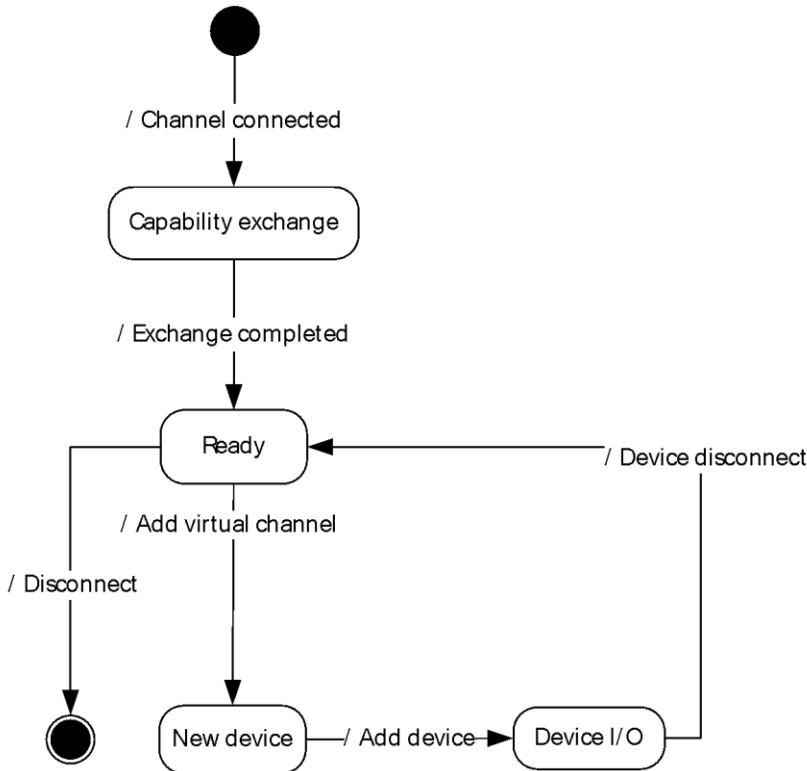 / Channel connected
Capability exchange
/ Exchange completed
Ready
/ Device disconnect
/ Add virtual channel
/ Disconnect
New device
/ Add device
Device I/O